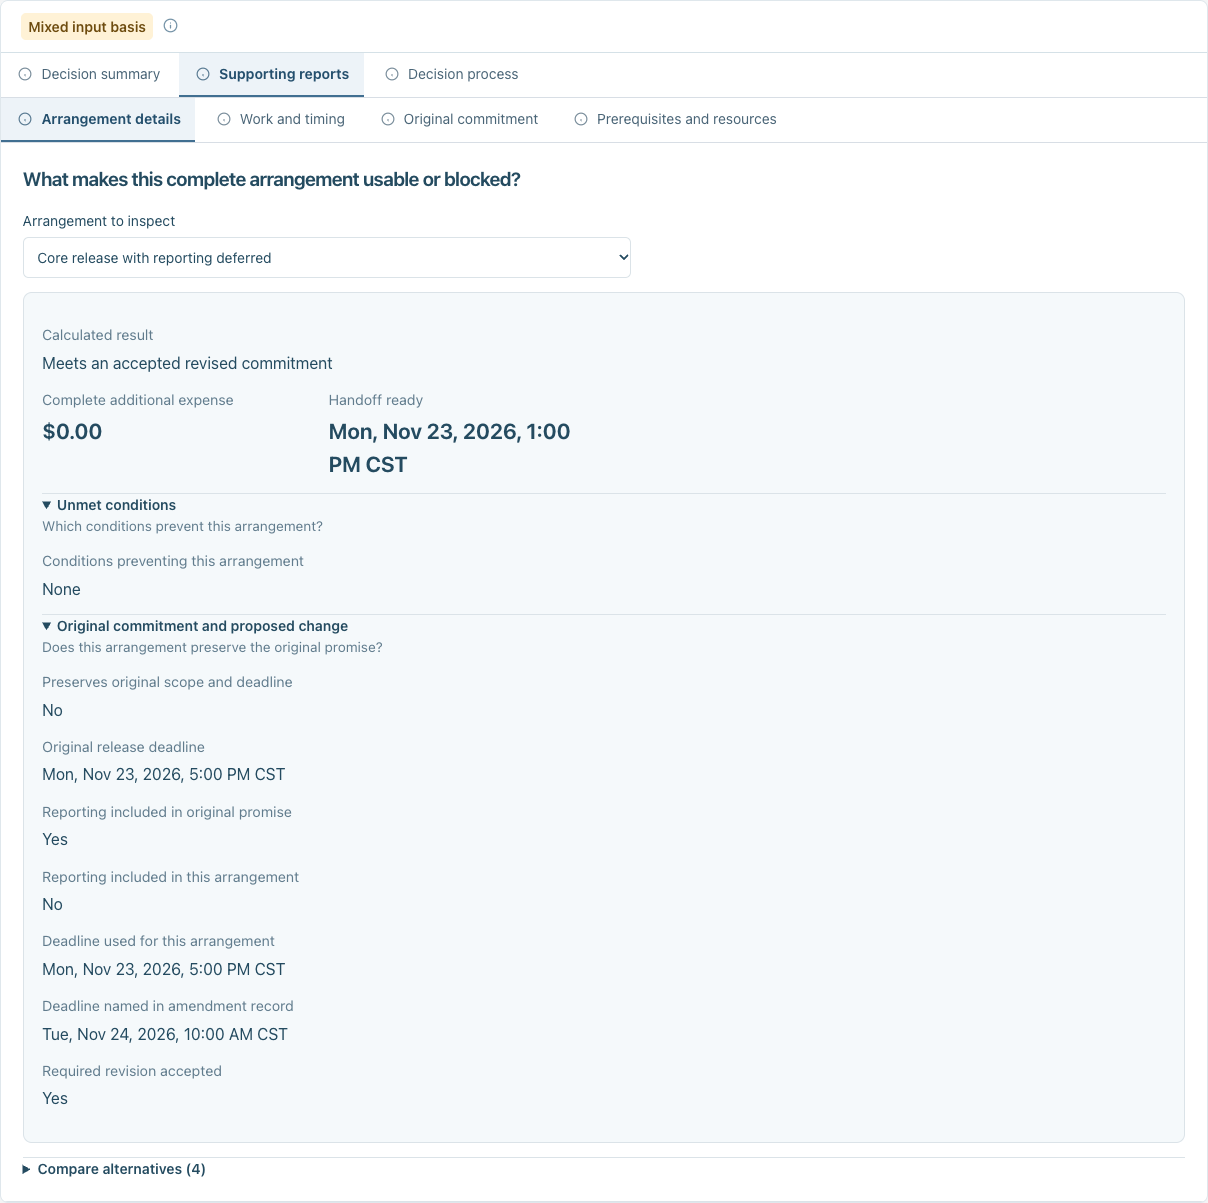 Mixed input basis
Decision summary
Supporting reports
Decision process
Arrangement details
Work and timing
Original commitment
Prerequisites and resources
What makes this complete arrangement usable or blocked?
Arrangement to inspect
Core release with reporting deferred
Calculated result
Meets an accepted revised commitment
Complete additional expense
$0.00
Handoff ready
Mon, Nov 23, 2026, 1:00
PM CST
Unmet conditions
Which conditions prevent this arrangement?
Conditions preventing this arrangement
None
Original commitment and proposed change
Does this arrangement preserve the original promise?
Preserves original scope and deadline
No
Original release deadline
Mon, Nov 23, 2026, 5:00 PM CST
Reporting included in original promise
Yes
Reporting included in this arrangement
No
Deadline used for this arrangement
Mon, Nov 23, 2026, 5:00 PM CST
Deadline named in amendment record
Tue, Nov 24, 2026, 10:00 AM CST
Required revision accepted
Yes
Compare alternatives (4)